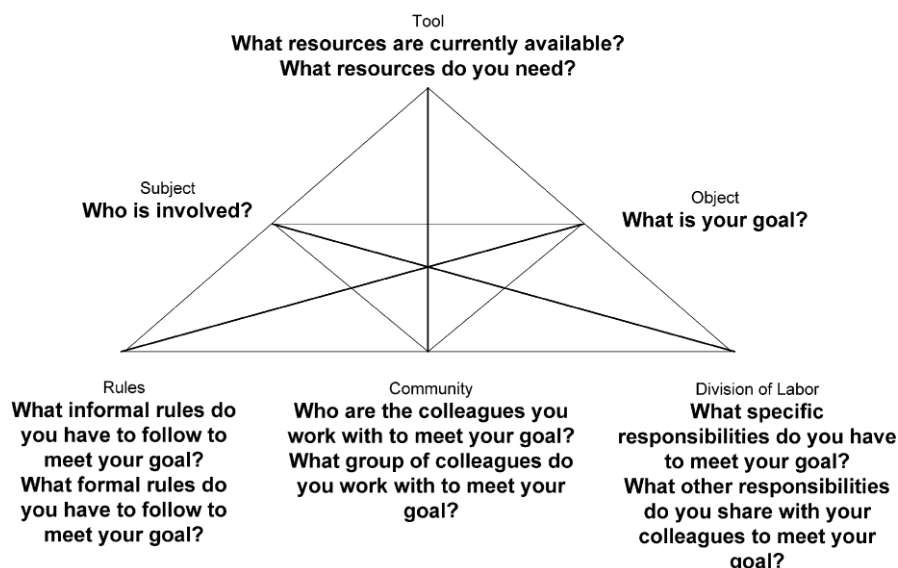 Tool
What resources are currently available?
What resources do you need?
Subject
Who is involved?
Object
What is your goal?
Rules
What informal rules do
you have to follow to
meet your goal?
What formal rules do
you have to follow to
meet your goal?
Community
Who are the colleagues you
work with to meet your goal?
What group of colleagues do
you work with to meet your
goal?
Division of Labor
What specific
responsibilities do you have
to meet your goal?
What other responsibilities
do you share with your
colleagues to meet your
goal?